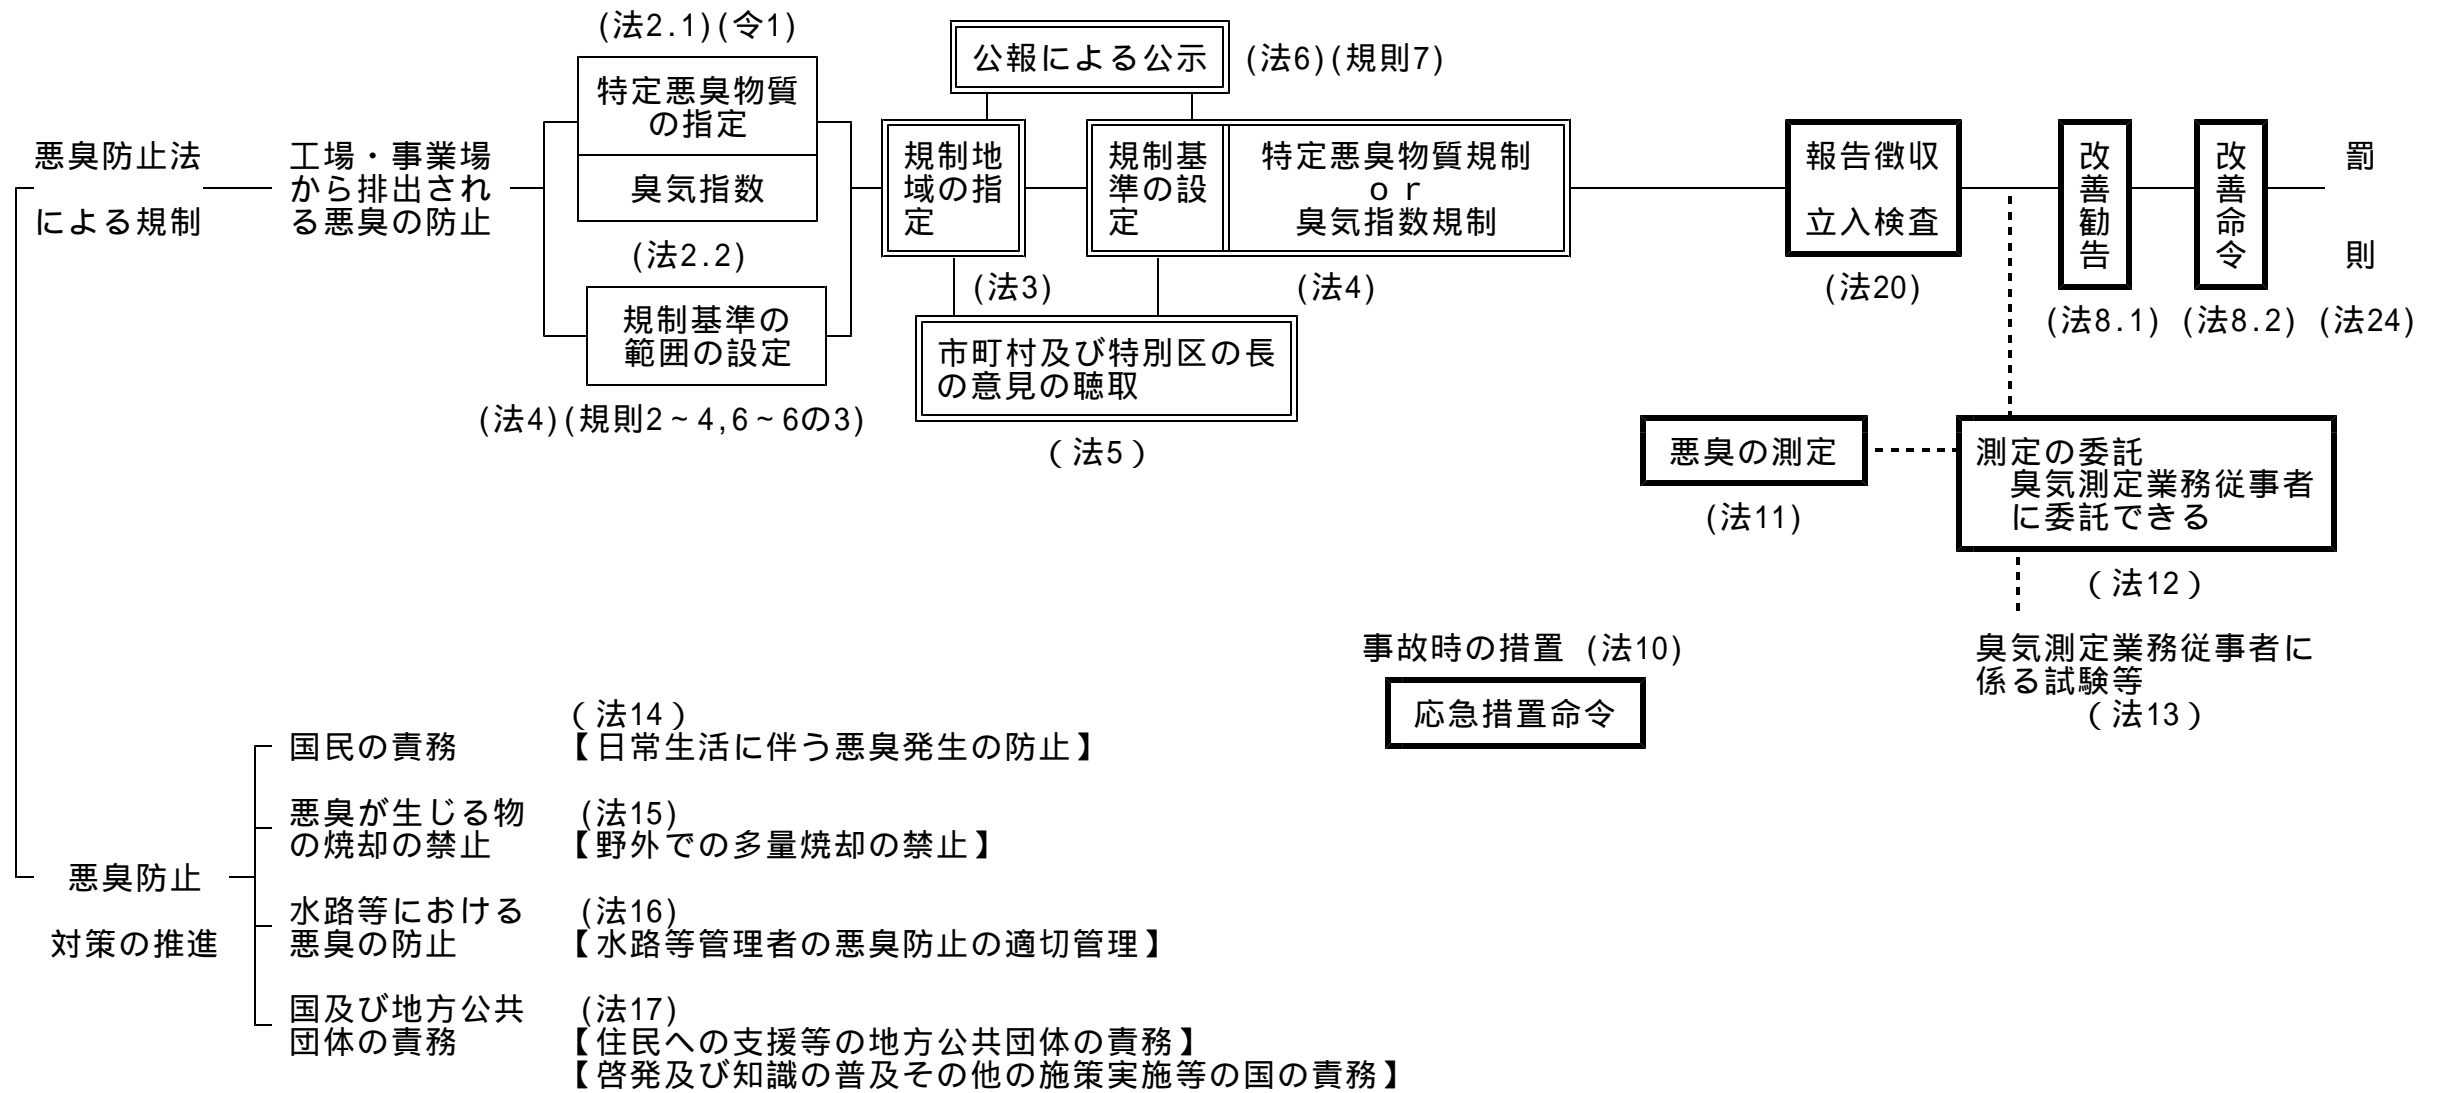 (法2.1)(令1)
特定悪臭物質
の指定
臭気指数
(法2.2)
規制基準の
範囲の設定
(法4)(規則2~4,6~6の3)
悪臭防止法
による規制
工場・事業場
から排出され
る悪臭の防止
公報による公示
(法6)(規則7)
規制地
域の指
定
(法3)
規制基
準の設
定
特定悪臭物質規制
or
臭気指数規制
(法4)
市町村及び特別区の長
の意見の聴取
(法5)
報告徴収
立入検査
(法20)
改善勧告
(法8.1)
改善命令
(法8.2)
罰則
(法24)
悪臭の測定
(法11)
測定の委託
臭気測定業務従事者
に委託できる
(法12)
臭気測定業務従事者に
係る試験等
(法13)
事故時の措置 (法10)
応急措置命令
悪臭防止
対策の推進
国民の責務
(法14)
【日常生活に伴う悪臭発生の防止】
悪臭が生じる物
の焼却の禁止
(法15)
【野外での多量焼却の禁止】
水路等における
悪臭の防止
(法16)
【水路等管理者の悪臭防止の適切管理】
国及び地方公共
団体の責務
(法17)
【住民への支援等の地方公共団体の責務】
【啓発及び知識の普及その他の施策実施等の国の責務】